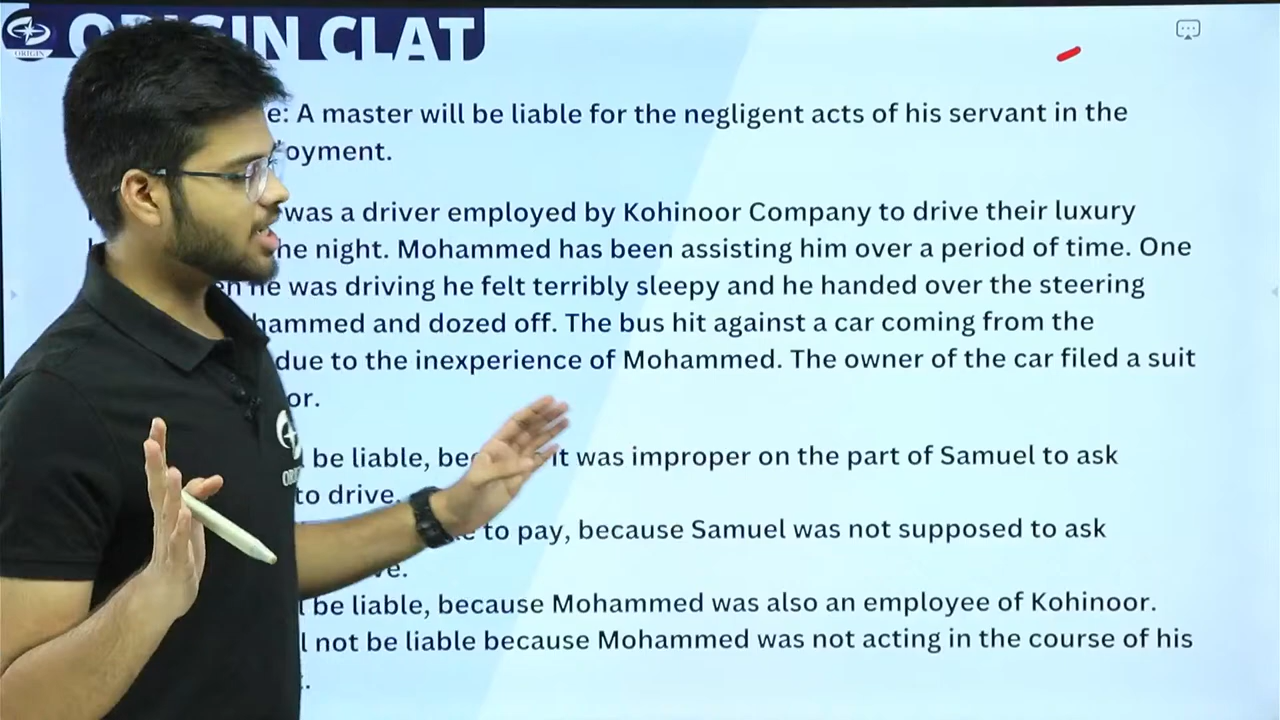 ORIGIN CLAT
ORIGIN
e: A master will be liable for the negligent acts of his servant in the
oyment.
was a driver employed by Kohinoor Company to drive their luxury
he night. Mohammed has been assisting him over a period of time. One
he was driving he felt terribly sleepy and he handed over the steering
hammed and dozed off. The bus hit against a car coming from the
due to the inexperience of Mohammed. The owner of the car filed a suit
or.
be liable, be it was improper on the part of Samuel to ask
to drive.
to pay, because Samuel was not supposed to ask
ve.
be liable, because Mohammed was also an employee of Kohinoor.
l not be liable because Mohammed was not acting in the course of his